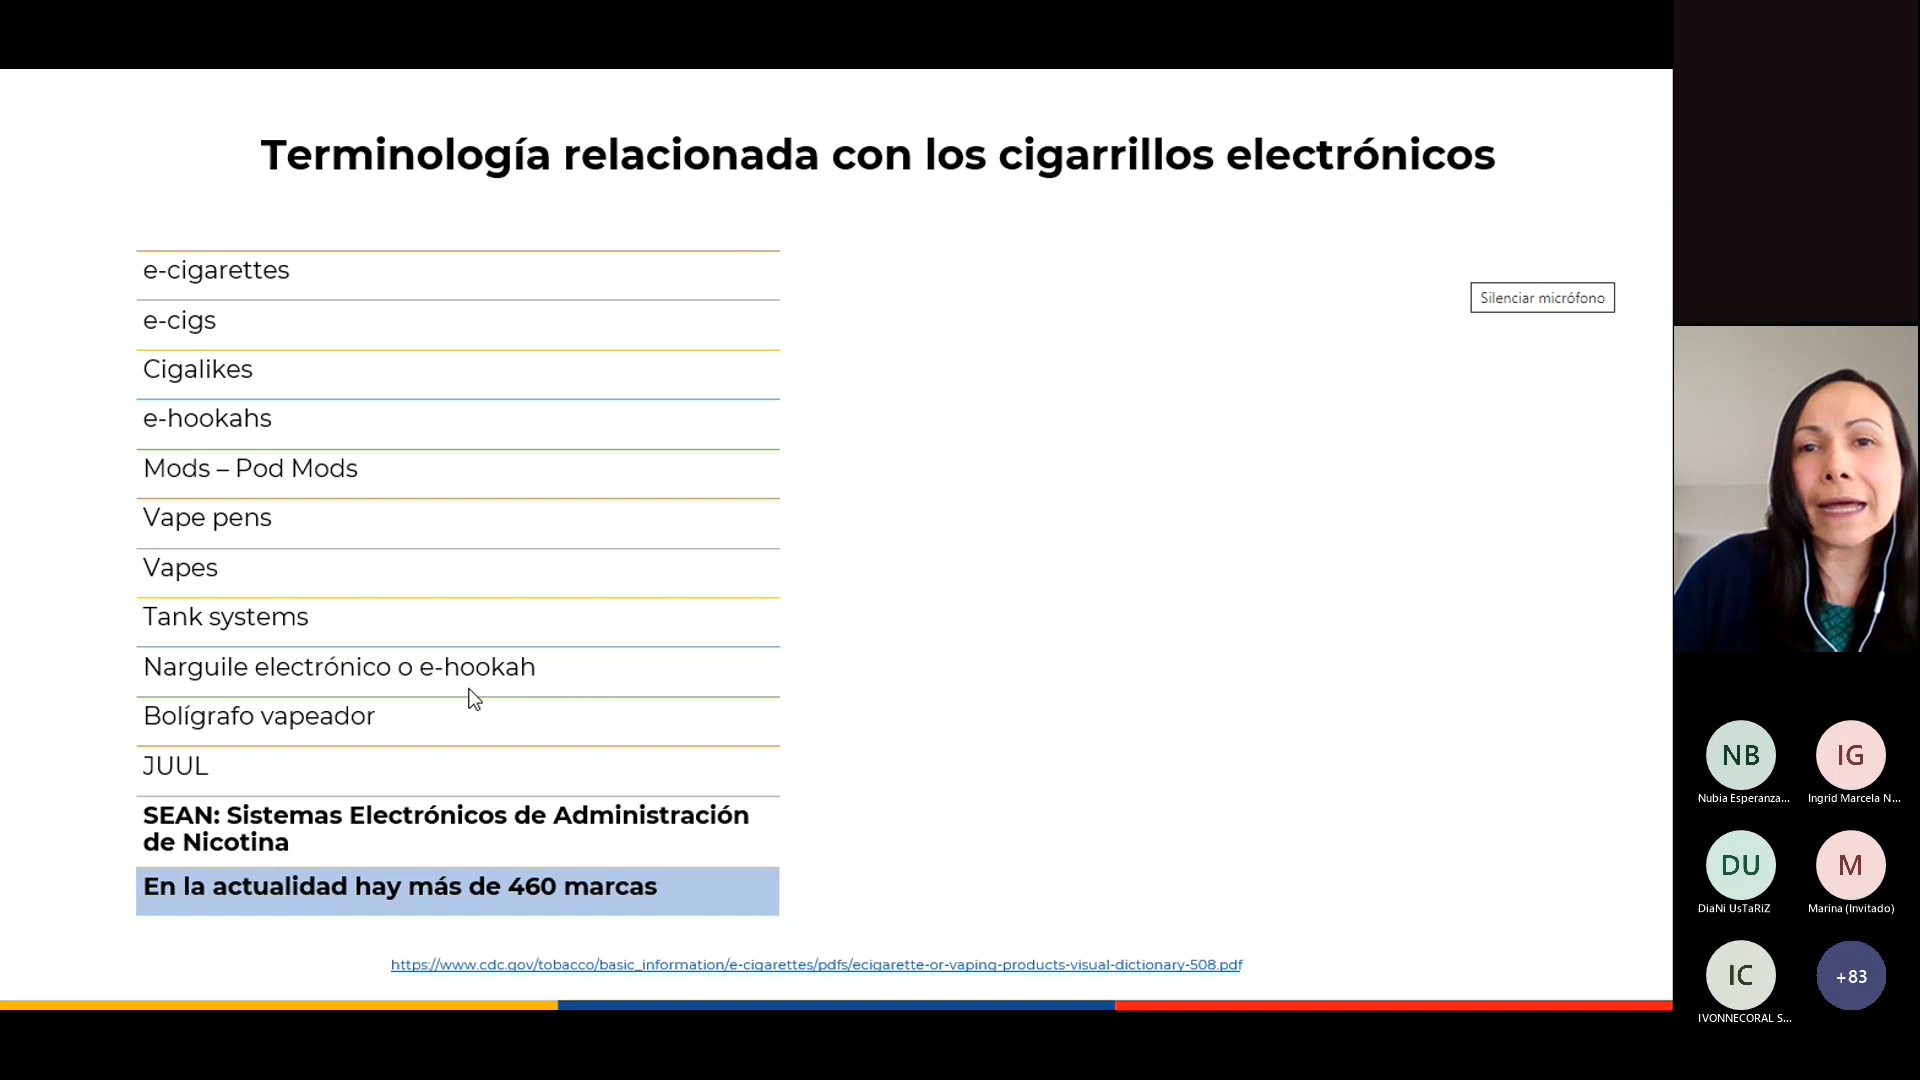 Terminología relacionada con los cigarrillos electrónicos
e-cigarettes
e-cigs
Cigalikes
e-hookahs
Mods – Pod Mods
Vape pens
Vapes
Tank systems
Narguile electrónico o e-hookah
Bolígrafo vapeador
JUUL
SEAN: Sistemas Electrónicos de Administración
de Nicotina
En la actualidad hay más de 460 marcas
https://www.cdc.gov/tobacco/basic_information/e-cigarettes/pdfs/ecigarette-or-vaping-products-visual-dictionary-508.pdf
Silenciar micrófono
NB
IG
Nubia Esperanza...
Ingrid Marcela N...
DU
M
DiaNi UsTaRiZ
Marina (Invitado)
IC
+83
IVONNECORAL S...